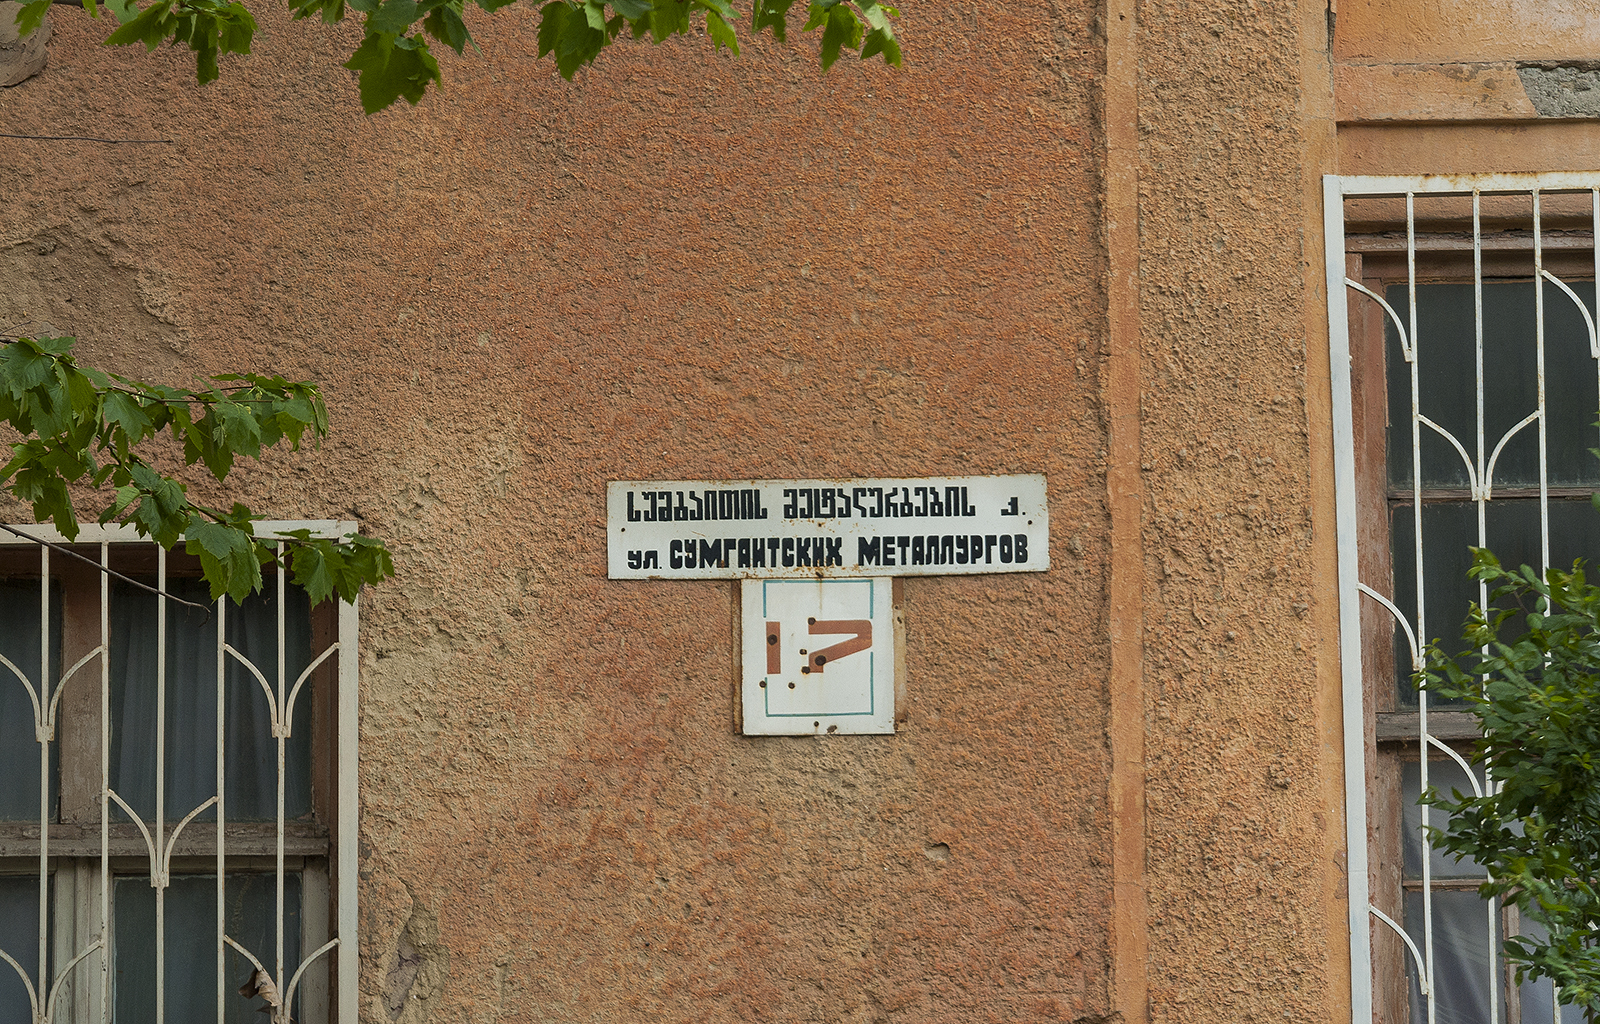 სუმგაითის მეტალურგების ქ.
ул. СУМГАИТСКИХ МЕТАЛЛУРГОВ
17